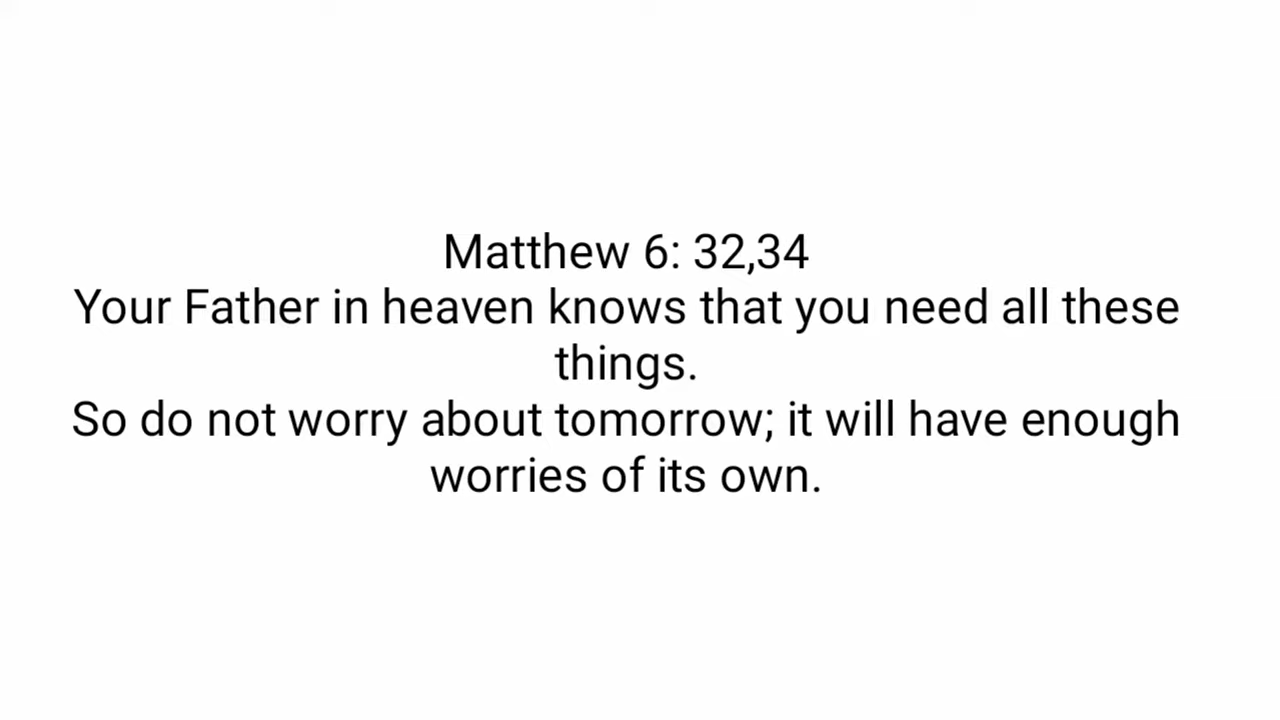 Matthew 6: 32,34
Your Father in heaven knows that you need all these
things.
So do not worry about tomorrow; it will have enough
worries of its own.